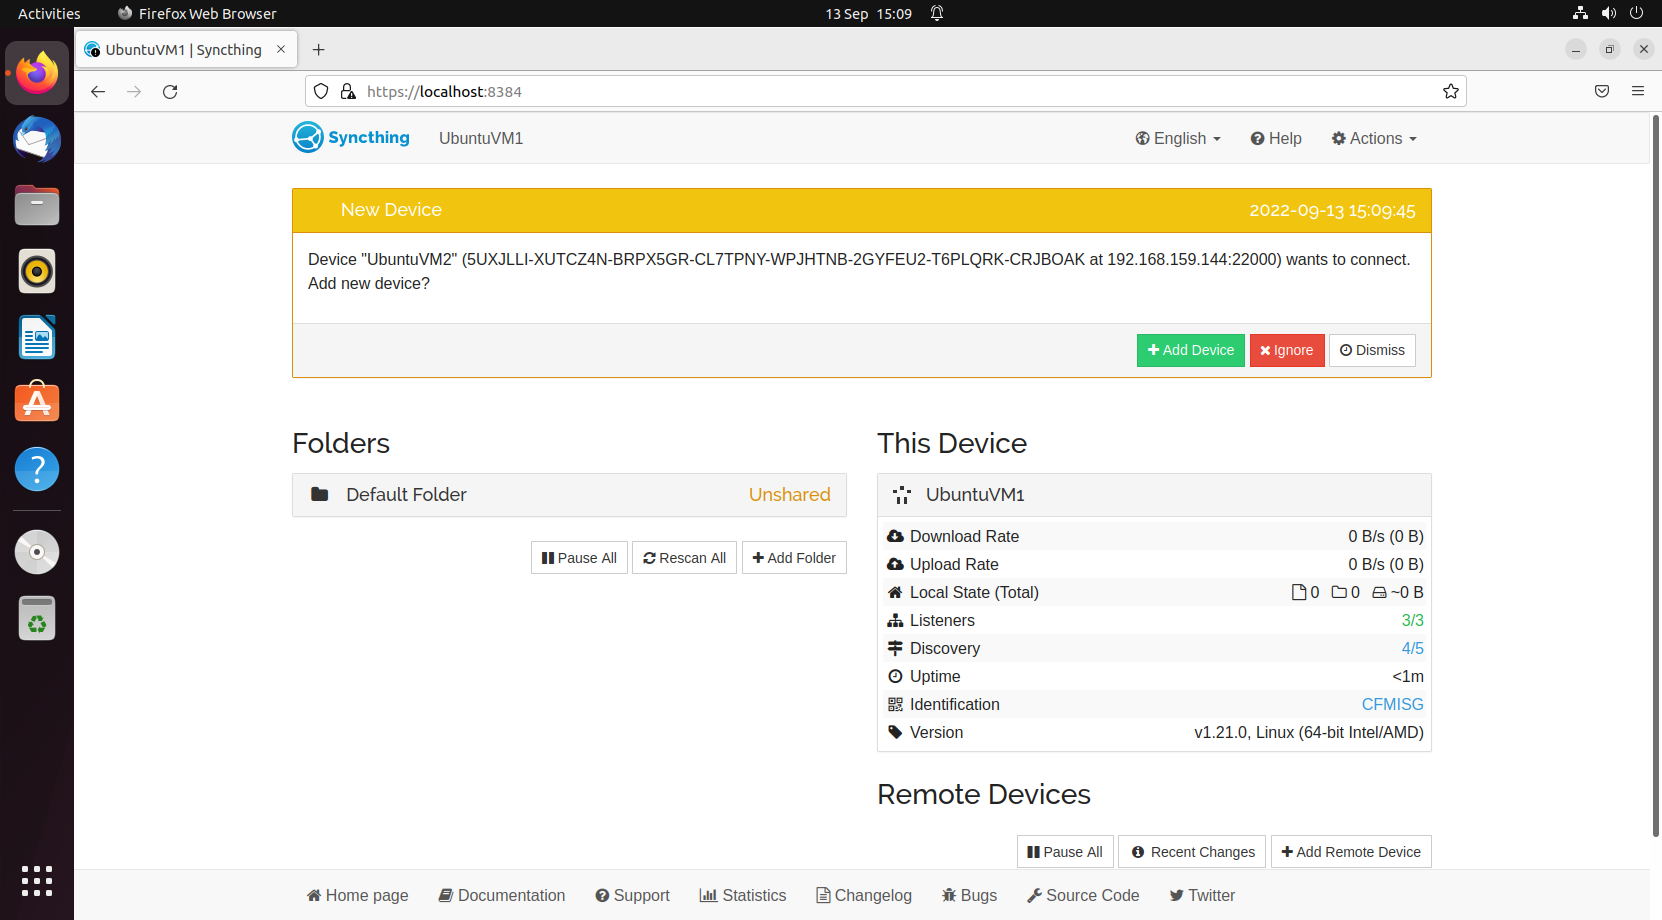 Activities Firefox Web Browser 13 Sep 15:09
UbuntuVM1 | Syncthing
https://localhost:8384
Syncthing UbuntuVM1 English Help Actions
New Device 2022-09-13 15:09:45
Device "UbuntuVM2" (5UXJLLI-XUTCZ4N-BRPX5GR-CL7TPNY-WPJHTNB-2GYFEU2-T6PLQRK-CRJBOAK at 192.168.159.144:22000) wants to connect.
Add new device?
Add Device Ignore Dismiss
Folders
Default Folder Unshared
Pause All Rescan All Add Folder
This Device
UbuntuVM1
Download Rate 0 B/s (0 B)
Upload Rate 0 B/s (0 B)
Local State (Total) 0 0 ~0 B
Listeners 3/3
Discovery 4/5
Uptime <1m
Identification CFMISG
Version v1.21.0, Linux (64-bit Intel/AMD)
Remote Devices
Pause All Recent Changes Add Remote Device
Home page Documentation Support Statistics Changelog Bugs Source Code Twitter